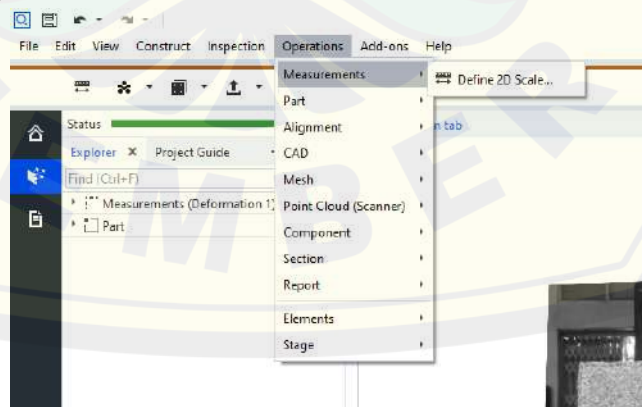 File Edit View Construct Inspection Operations Add-ons Help
Measurements
Define 2D Scale...
Part
Status
Alignment
n tab
Explorer Project Guide
CAD
Find (Ctrl+F)
Mesh
Measurements (Deformation 1)
Point Cloud (Scanner)
Part
Component
Section
Report
Elements
Stage
EMBER